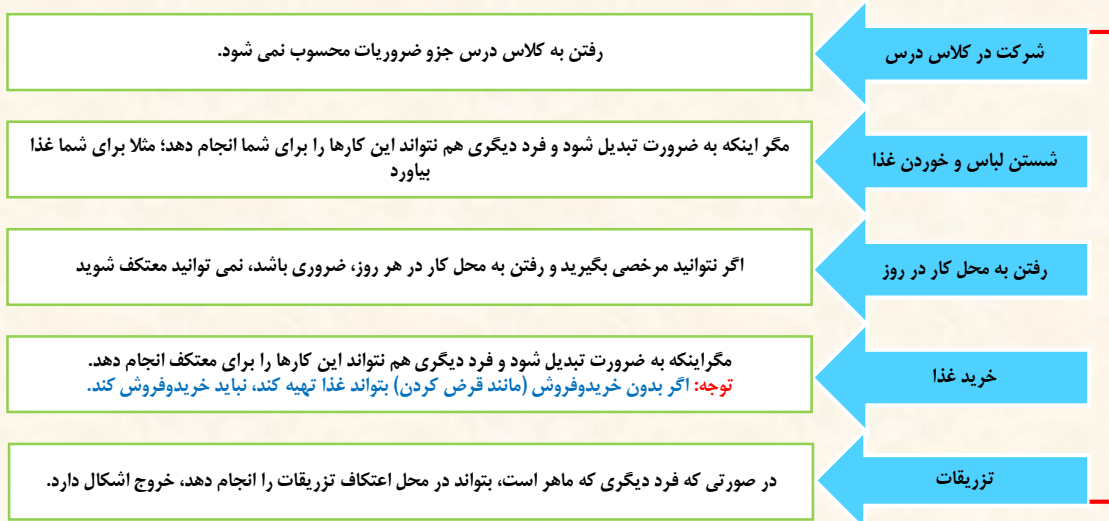 شرکت در کلاس درس
رفتن به کلاس درس جزو ضروریات محسوب نمی شود.
شستن لباس و خوردن غذا
مگر اینکه به ضرورت تبدیل شود و فرد دیگری هم نتواند این کارها را برای شما انجام دهد؛ مثلا برای شما غذا
بیاورد
رفتن به محل کار در روز
اگر نتوانید مرخصی بگیرید و رفتن به محل کار در هر روز، ضروری باشد، نمی توانید معتکف شوید
خرید غذا
مگراینکه به ضرورت تبدیل شود و فرد دیگری هم نتواند این کارها را برای معتکف انجام دهد.
توجه: اگر بدون خریدوفروش (مانند قرض کردن) بتواند غذا تهیه کند، نباید خریدوفروش کند.
تزریقات
در صورتی که فرد دیگری که ماهر است، بتواند در محل اعتکاف تزریقات را انجام دهد، خروج اشکال دارد.